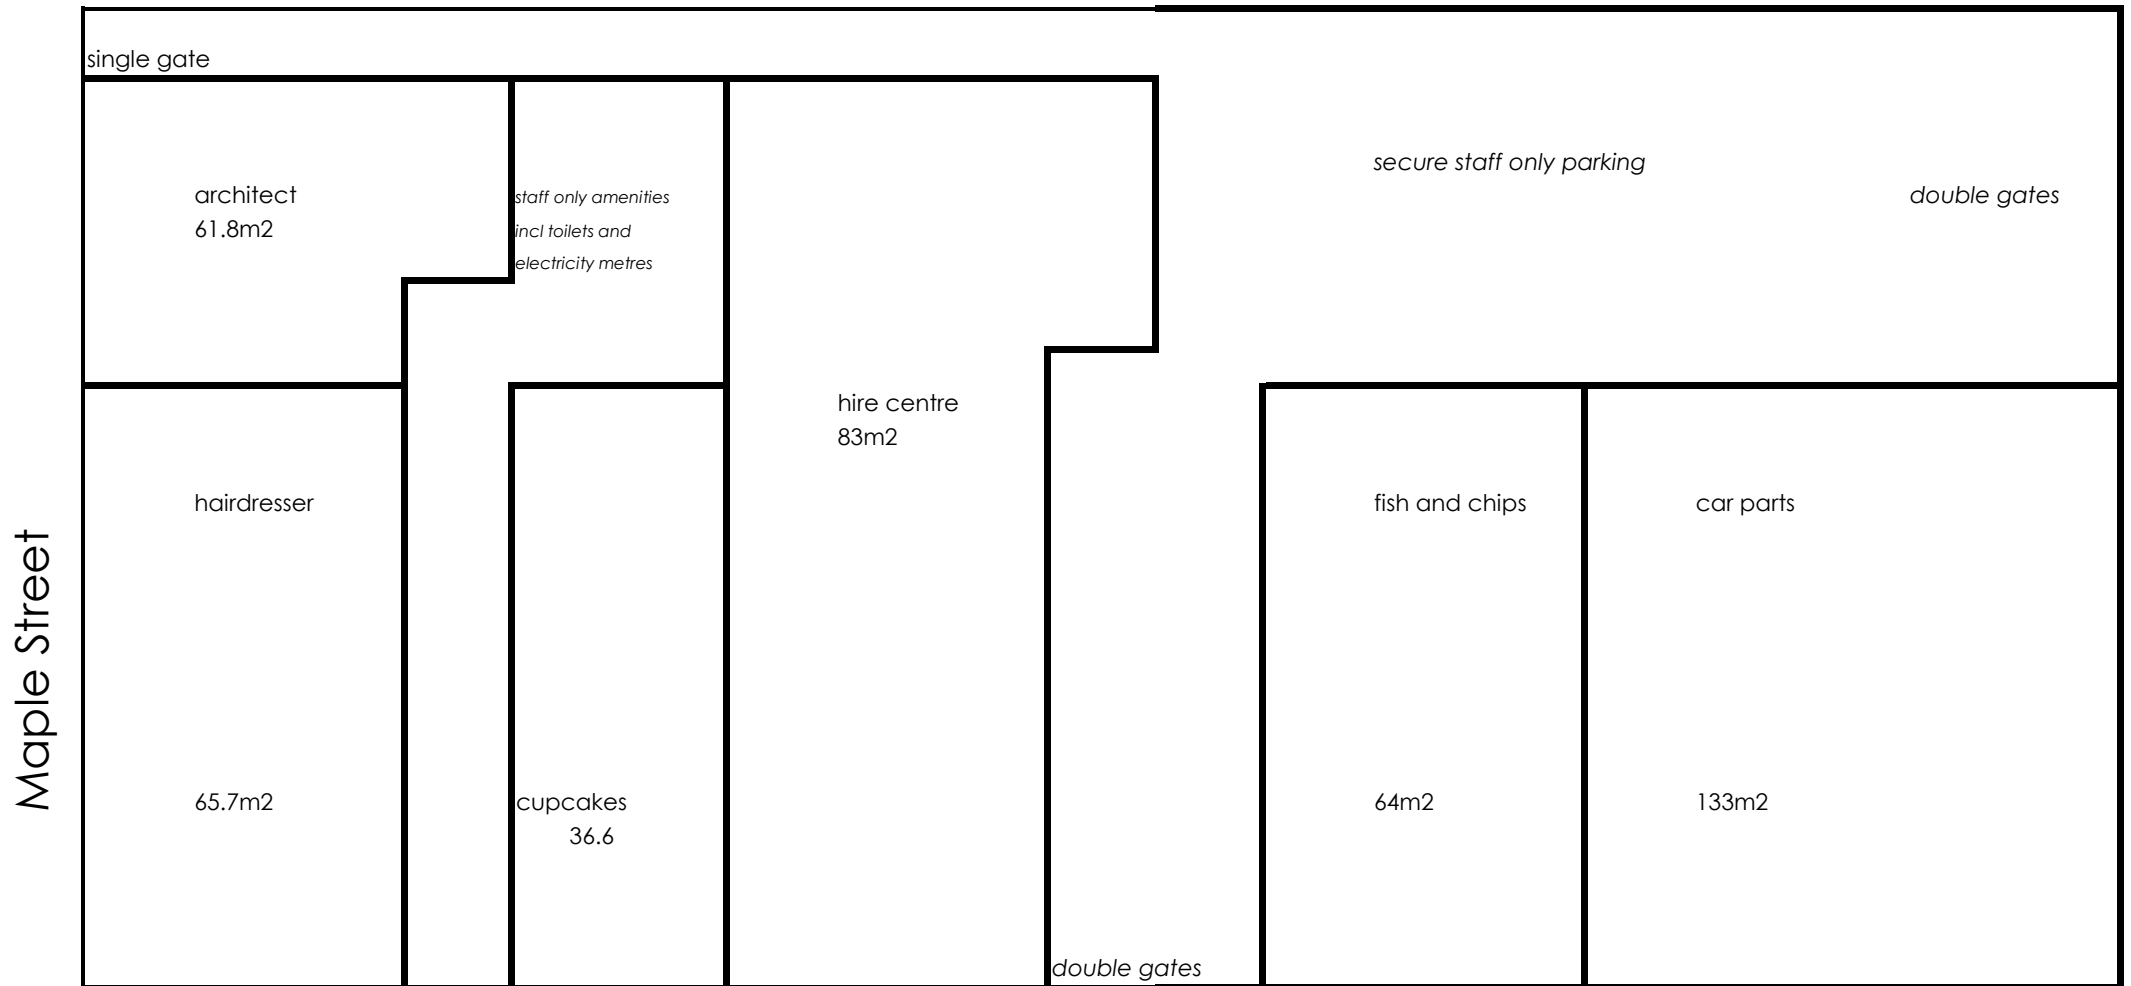 single gate
architect
61.8m2
staff only amenities
incl toilets and
electricity metres
secure staff only parking
double gates
hire centre
83m2
hairdresser
65.7m2
Maple Street
cupcakes
36.6
fish and chips
64m2
car parts
133m2
double gates